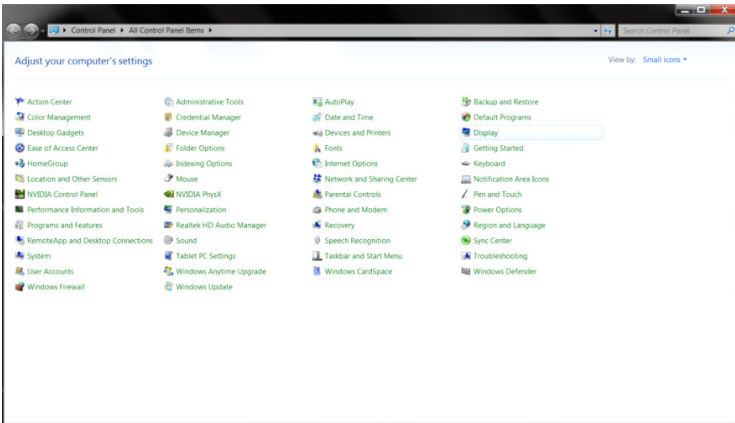 Control Panel ▸ All Control Panel Items ▸
Search Control Panel
Adjust your computer's settings
View by: Small icons
Action Center
Administrative Tools
AutoPlay
Backup and Restore
Color Management
Credential Manager
Date and Time
Default Programs
Desktop Gadgets
Device Manager
Devices and Printers
Display
Ease of Access Center
Folder Options
Fonts
Getting Started
HomeGroup
Indexing Options
Internet Options
Keyboard
Location and Other Sensors
Mouse
Network and Sharing Center
Notification Area Icons
NVIDIA Control Panel
NVIDIA PhysX
Parental Controls
Pen and Touch
Performance Information and Tools
Personalization
Phone and Modem
Power Options
Programs and Features
Realtek HD Audio Manager
Recovery
Region and Language
RemoteApp and Desktop Connections
Sound
Speech Recognition
Sync Center
System
Tablet PC Settings
Taskbar and Start Menu
Troubleshooting
User Accounts
Windows Anytime Upgrade
Windows CardSpace
Windows Defender
Windows Firewall
Windows Update